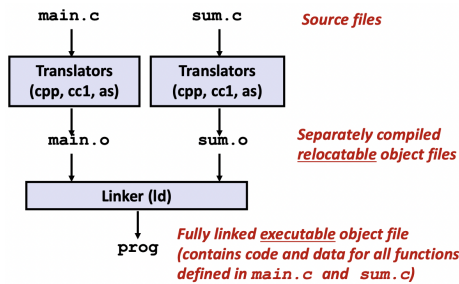 main.c sum.c Source files
Translators Translators
(cpp, cc1, as) (cpp, cc1, as)
main.o sum.o Separately compiled
relocatable object files
Linker (ld)
Fully linked executable object file
prog (contains code and data for all functions
defined in main.c and sum.c)